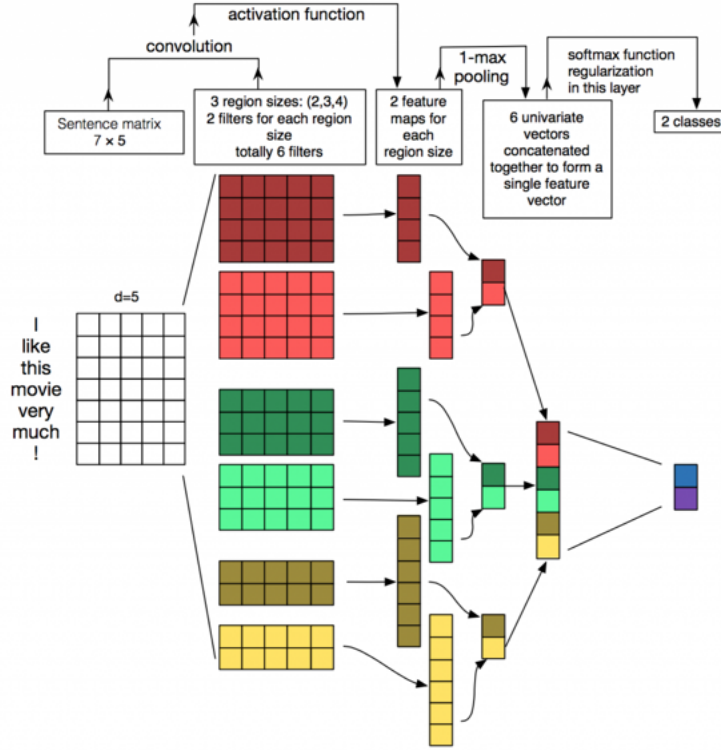 activation function
convolution
1-max
pooling
softmax function
regularization
in this layer
Sentence matrix
7 × 5
3 region sizes: (2,3,4)
2 filters for each region
size
totally 6 filters
2 feature
maps for
each
region size
6 univariate
vectors
concatenated
together to form a
single feature
vector
2 classes
d=5
I
like
this
movie
very
much
!